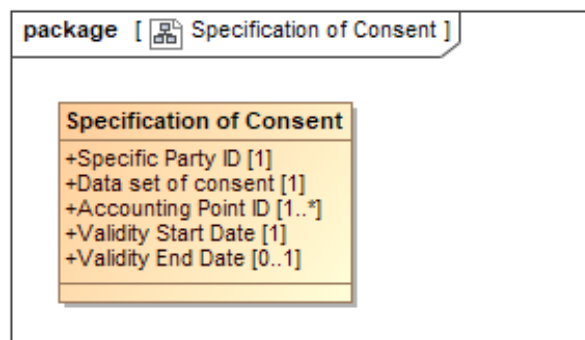 package [ Specification of Consent ]
Specification of Consent
+Specific Party ID [1]
+Data set of consent [1]
+Accounting Point ID [1..*]
+Validity Start Date [1]
+Validity End Date [0..1]